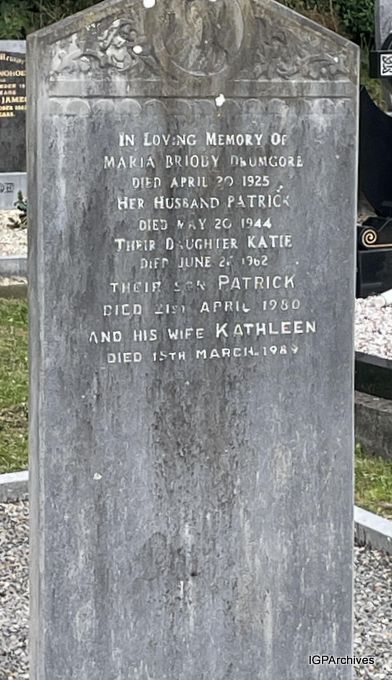 In Loving Memory Of
MARIA BRIODY DRUMGORE
DIED APRIL 20 1925
HER HUSBAND PATRICK
DIED MAY 20 1944
THEIR DAUGHTER KATIE
DIED JUNE 1962
THEIR SON PATRICK
DIED 21ST APRIL 1980
AND HIS WIFE KATHLEEN
DIED 15TH MARCH 1989
JAMES
IGPArchives